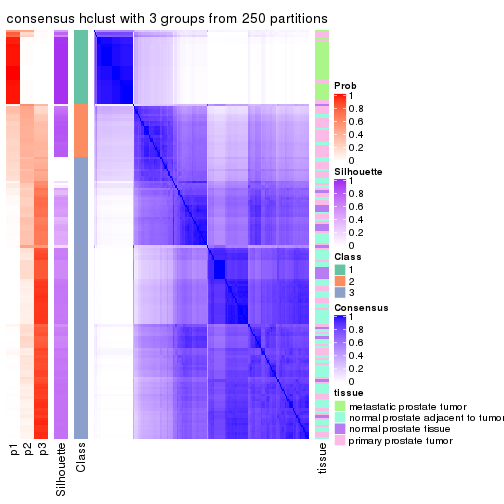 consensus hclust with 3 groups from 250 partitions
Prob
1
0.8
0.6
0.4
0.2
0
Silhouette
1
0.8
0.6
0.4
0.2
0
Class
1
2
3
Consensus
1
0.8
0.6
0.4
0.2
0
tissue
metastatic prostate tumor
normal prostate adjacent to tumor
normal prostate tissue
primary prostate tumor
p1
p2
p3
Silhouette
Class
tissue